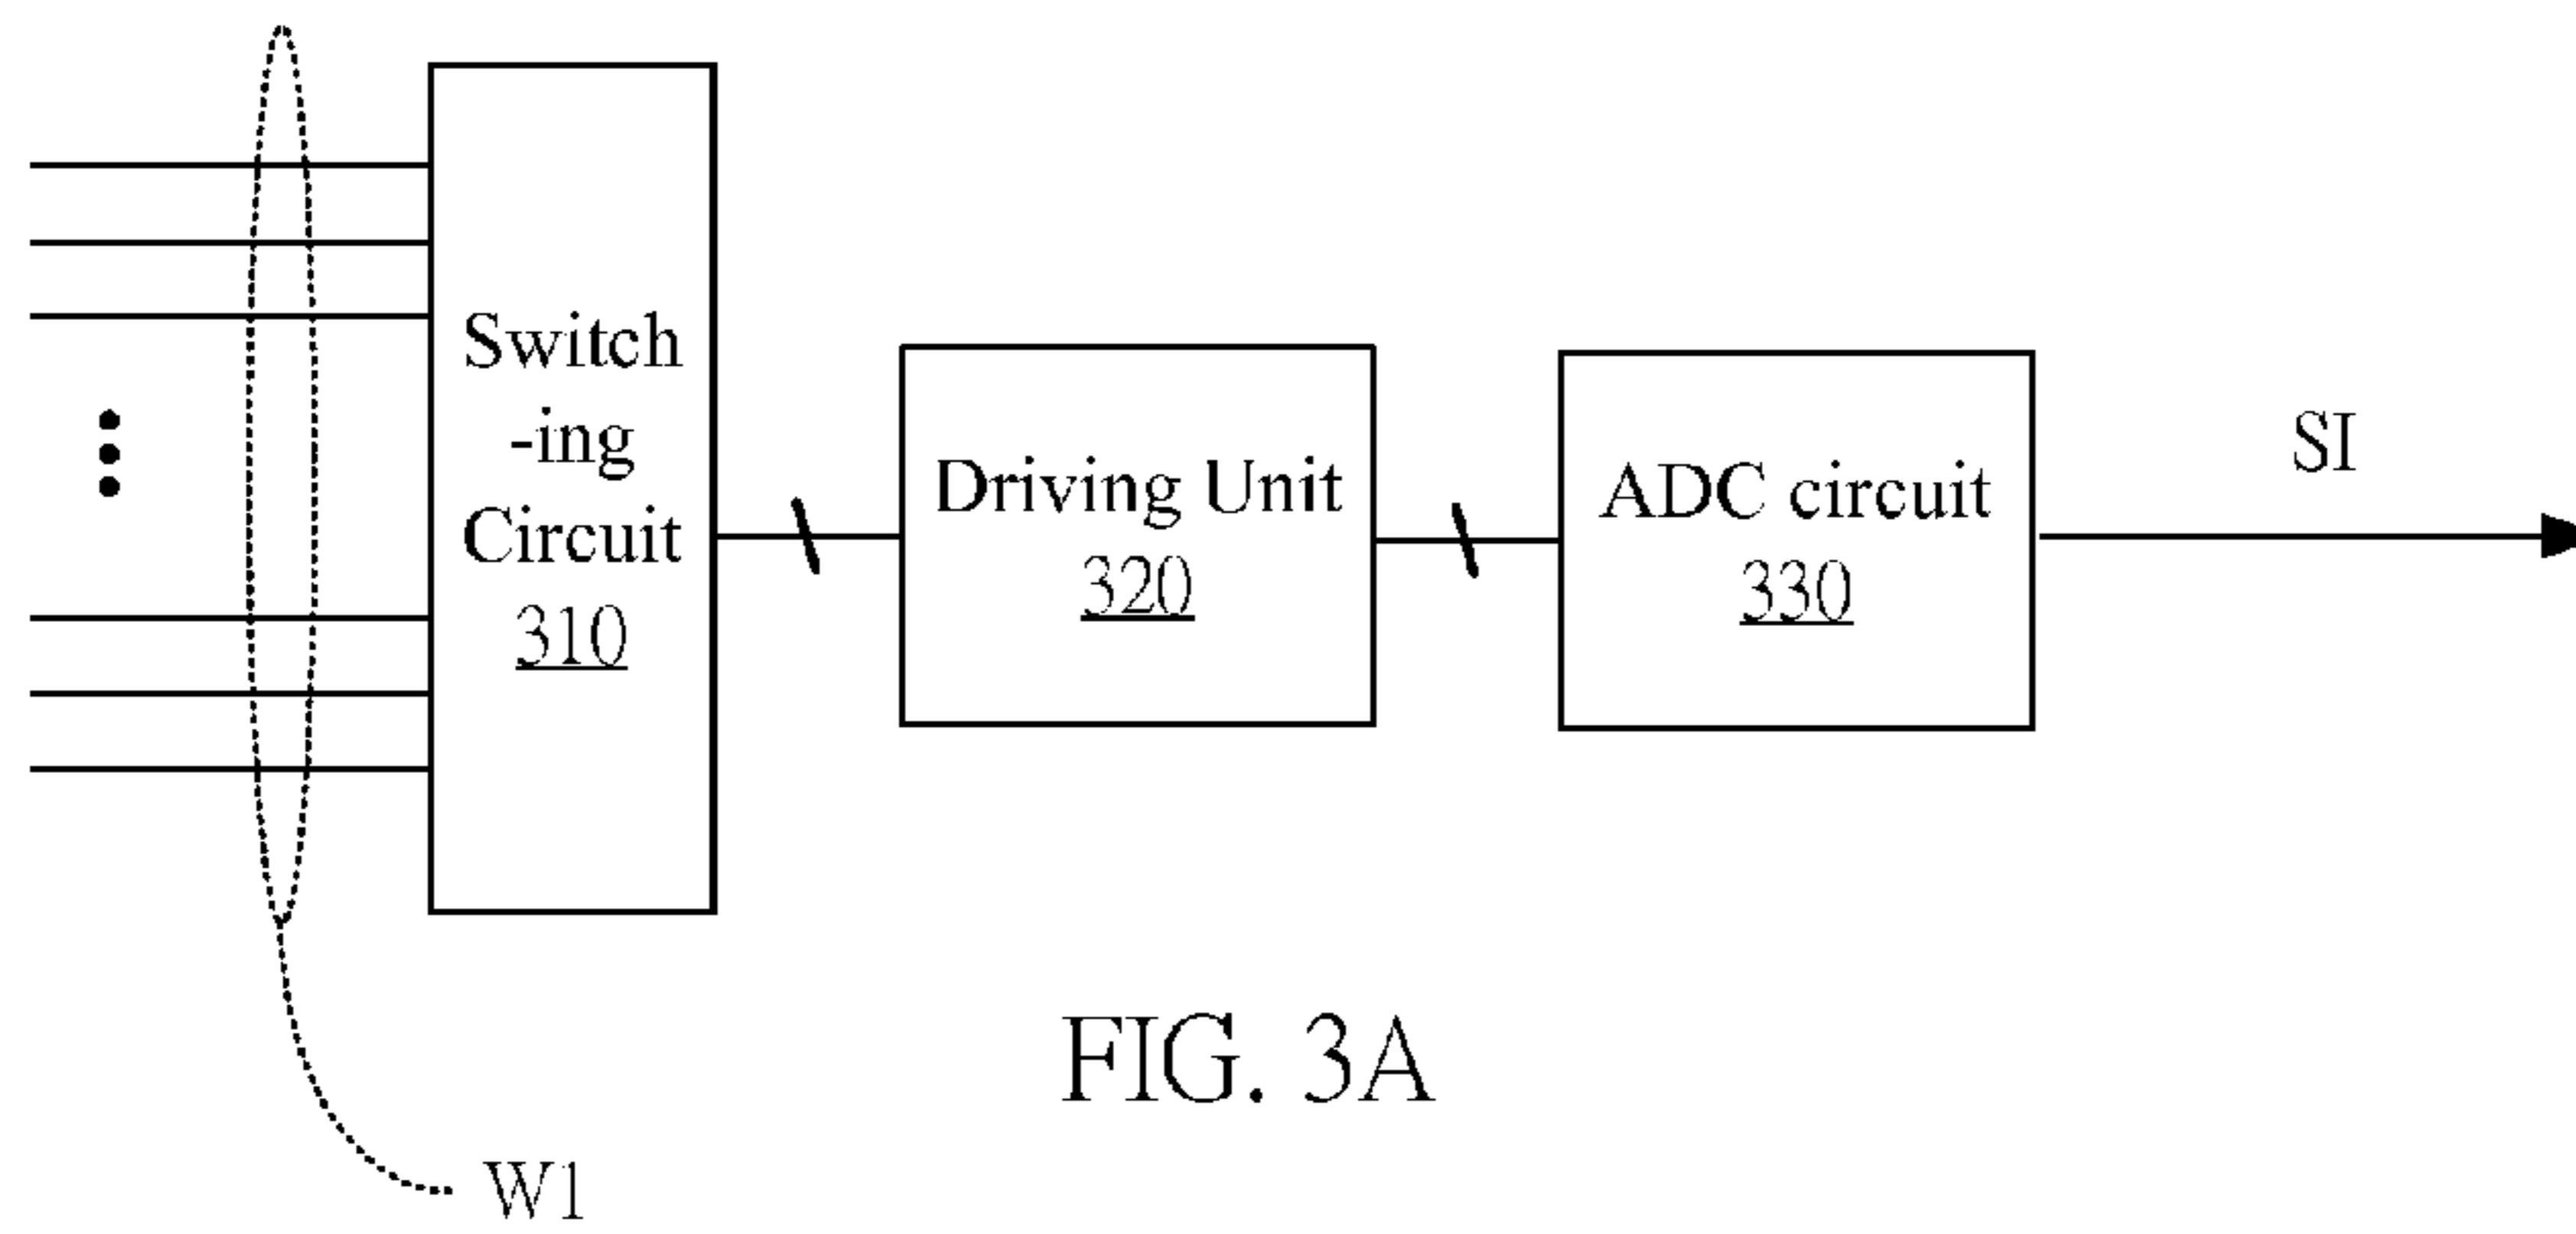 Switch
-ing
Circuit
310
Driving Unit
320
ADC circuit
330
SI
FIG. 3A
W1